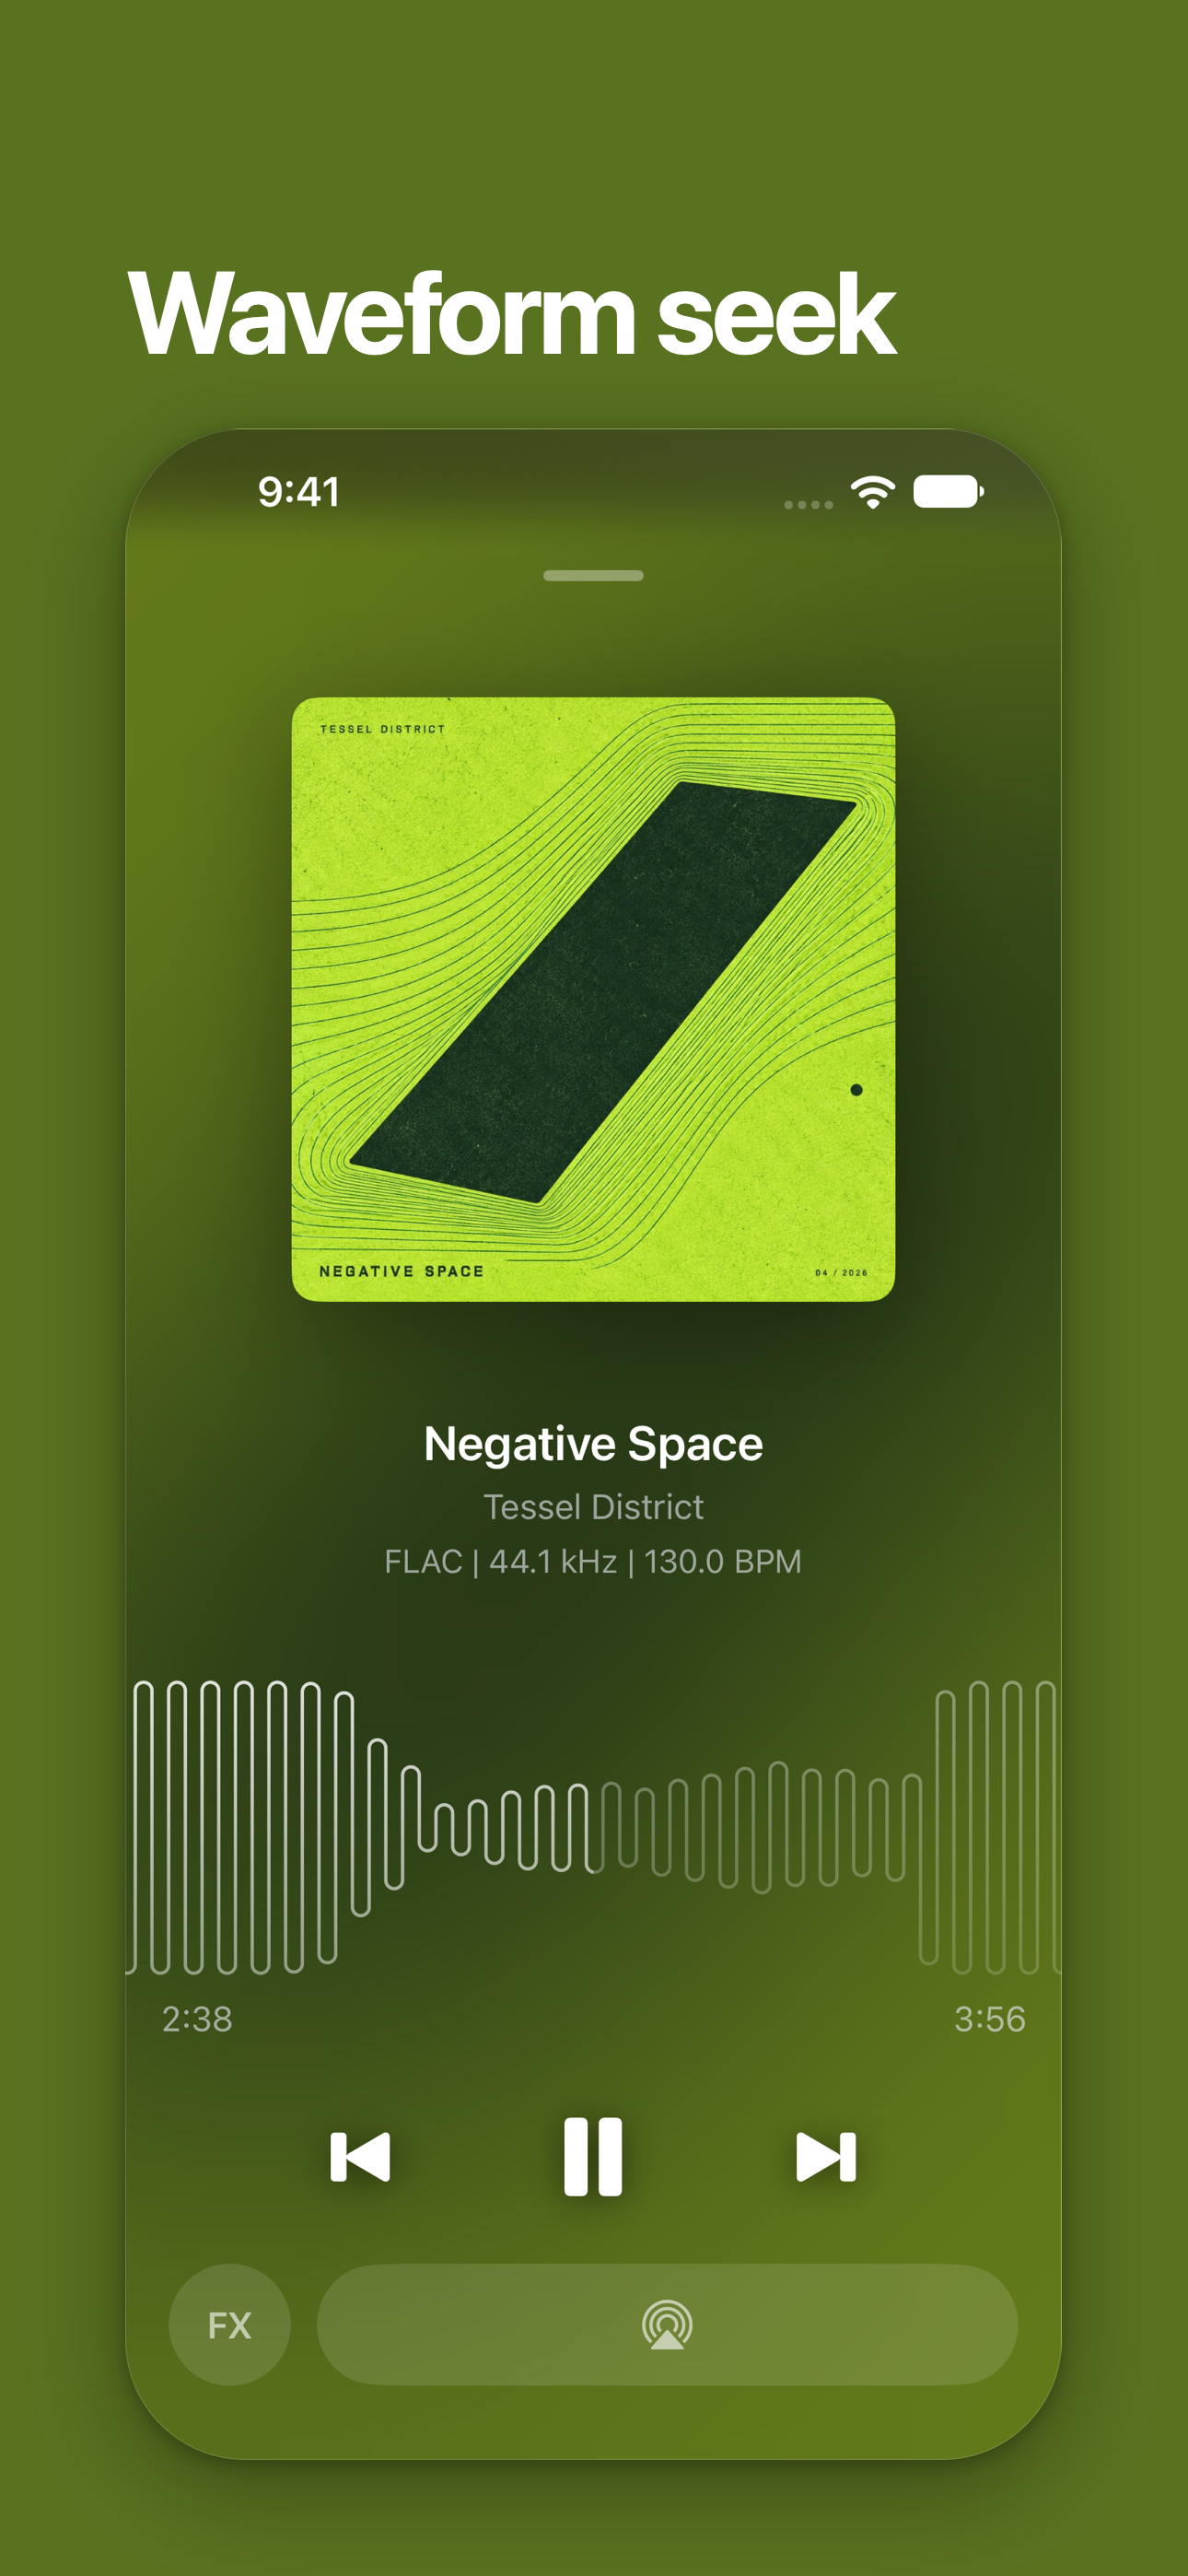 Waveform seek
9:41
TESSEL DISTRICT
NEGATIVE SPACE
04 / 2026
Negative Space
Tessel District
FLAC | 44.1 kHz | 130.0 BPM
2:38
3:56
FX